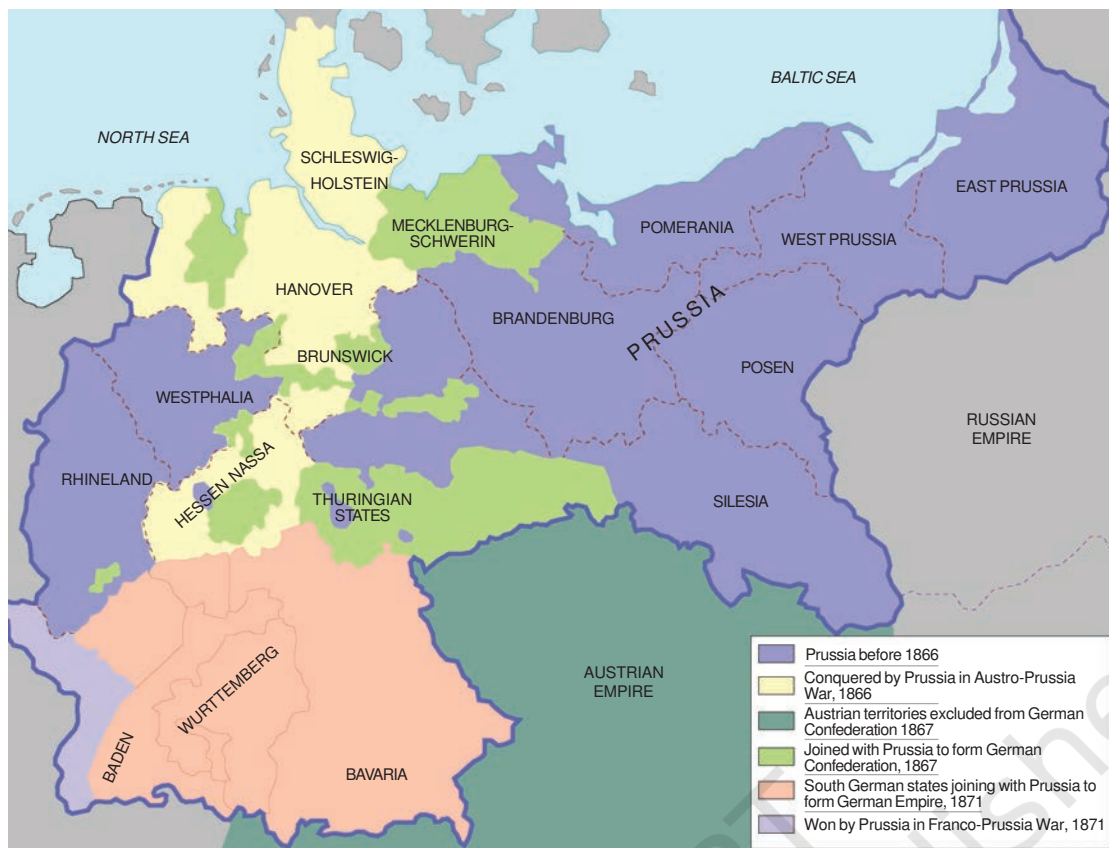 BALTIC SEA
NORTH SEA
SCHLESWIG-
HOLSTEIN
EAST PRUSSIA
MECKLENBURG-
SCHWERIN
POMERANIA
WEST PRUSSIA
HANOVER
BRANDENBURG
PRUSSIA
BRUNSWICK
POSEN
WESTPHALIA
RUSSIAN
EMPIRE
RHINELAND
HESSEN NASSA
THURINGIAN
STATES
SILESIA
AUSTRIAN
EMPIRE
WURTTEMBERG
BADEN
BAVARIA
Prussia before 1866
Conquered by Prussia in Austro-Prussia
War, 1866
Austrian territories excluded from German
Confederation 1867
Joined with Prussia to form German
Confederation, 1867
South German states joining with Prussia to
form German Empire, 1871
Won by Prussia in Franco-Prussia War, 1871